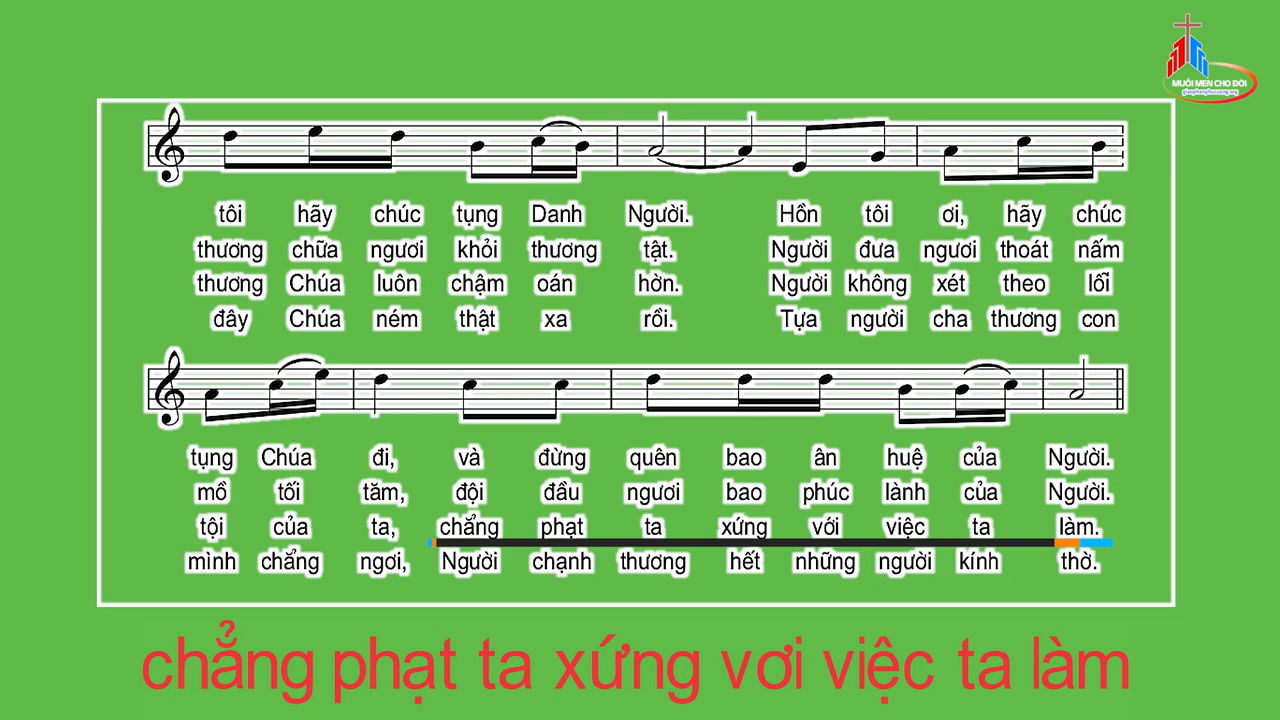 MUỐI MEN CHO ĐỜI
giaophanphucuong.org
tôi hãy chúc tụng Danh Người. Hồn tôi ơi, hãy chúc
thương chữa ngươi khỏi thương tật. Người đưa ngươi thoát nấm
thương Chúa luôn chậm oán hờn. Người không xét theo lối
đây Chúa ném thật xa rồi. Tựa người cha thương con
tụng Chúa đi, và đừng quên bao ân huệ của Người.
mồ tối tăm, đội đầu ngươi bao phúc lành của Người.
tội của ta, chẳng phạt ta xứng với việc ta làm.
mình chẳng ngợi, Người chạnh thương hết những người kính thờ.
chẳng phạt ta xứng vơi việc ta làm